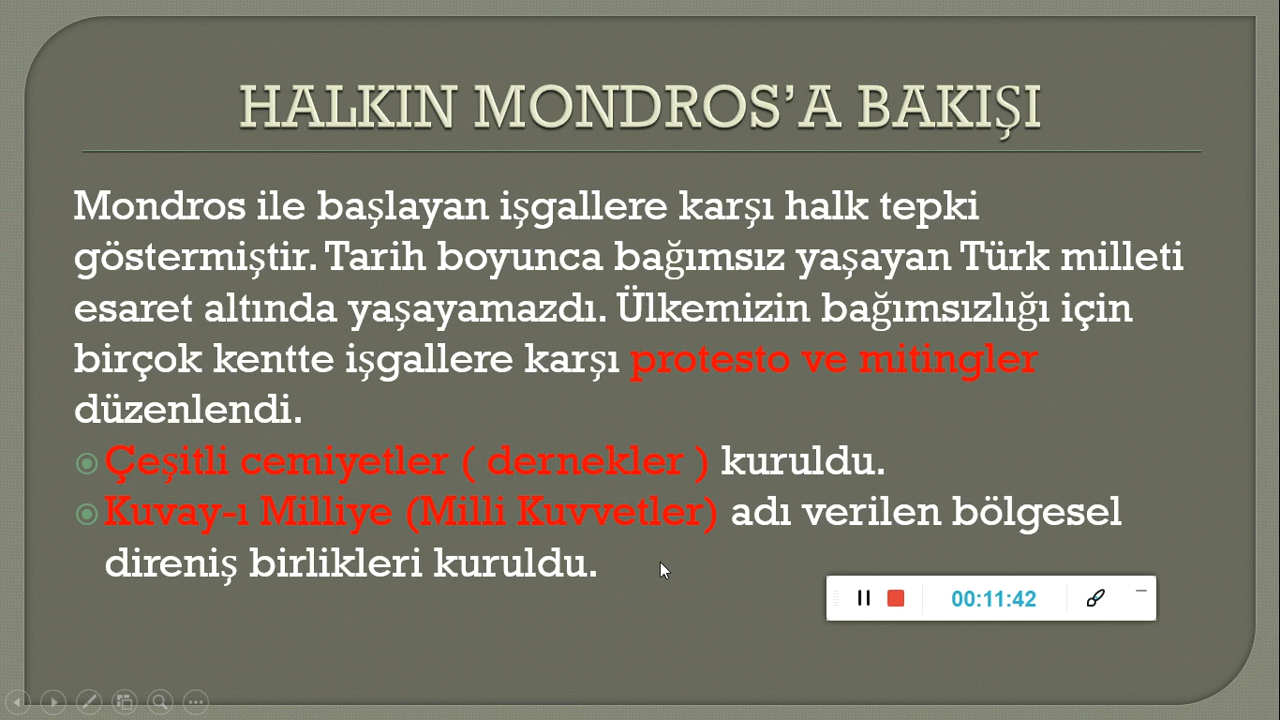 HALKIN MONDROS’A BAKIŞI
Mondros ile başlayan işgallere karşı halk tepki
göstermiştir. Tarih boyunca bağımsız yaşayan Türk milleti
esaret altında yaşayamazdı. Ülkemizin bağımsızlığı için
birçok kentte işgallere karşı protesto ve mitingler
düzenlendi.
Çeşitli cemiyetler ( dernekler ) kuruldu.
Kuvay-ı Milliye (Milli Kuvvetler) adı verilen bölgesel
direniş birlikleri kuruldu.
00:11:42